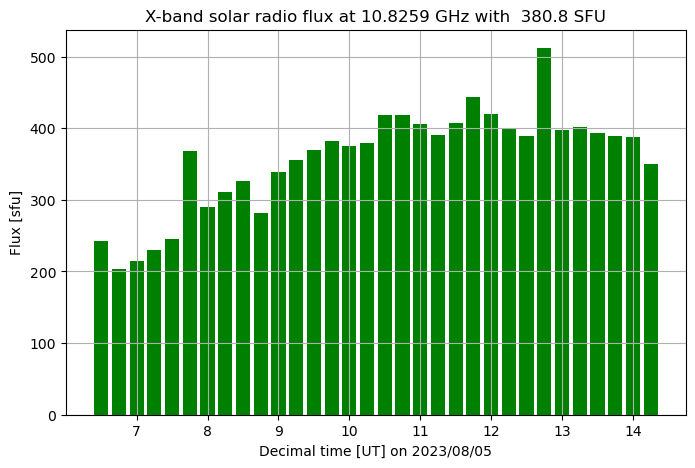 X-band solar radio flux at 10.8259 GHz with  380.8 SFU
Flux [sfu]
500
400
300
200
100
0
7 8 9 10 11 12 13 14
Decimal time [UT] on 2023/08/05